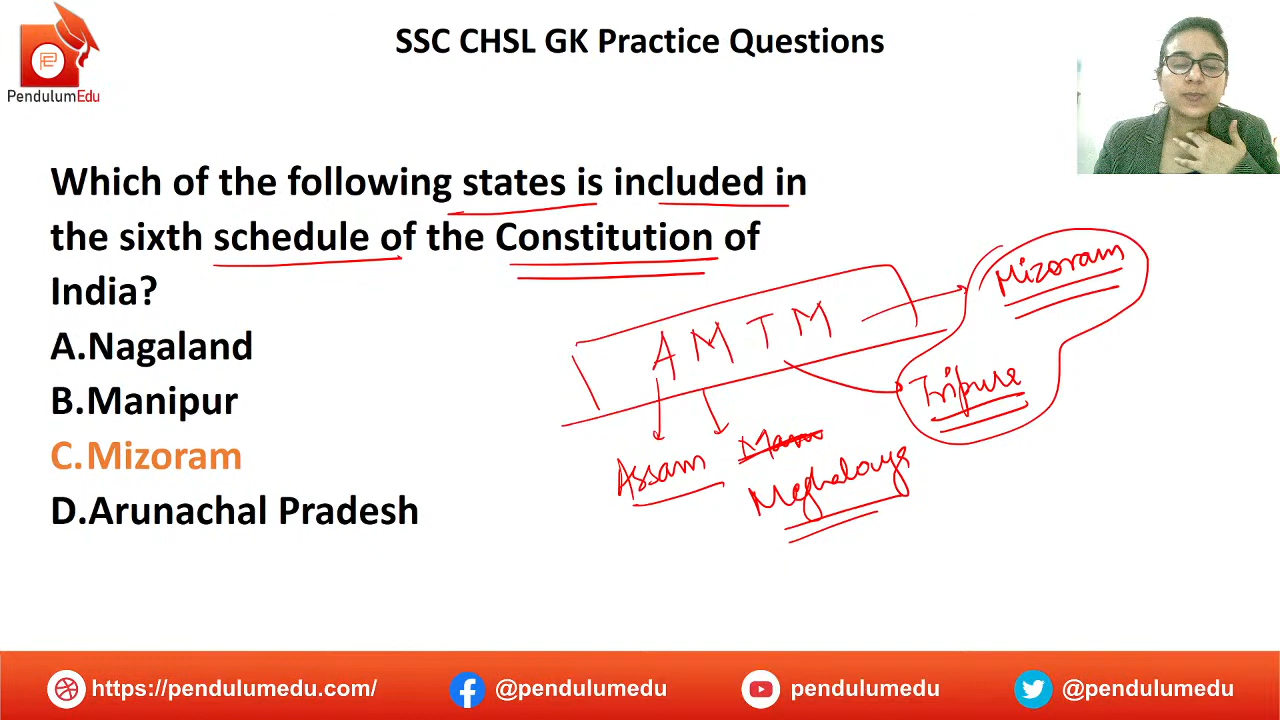 SSC CHSL GK Practice Questions
PE
PendulumEdu
Which of the following states is included in
the sixth schedule of the Constitution of
India?
A.Nagaland
B.Manipur
C.Mizoram
D.Arunachal Pradesh
A M T M
Mizoram
Tripura
Assam
Meghalaya
https://pendulumedu.com/
@pendulumedu
pendulumedu
@pendulumedu